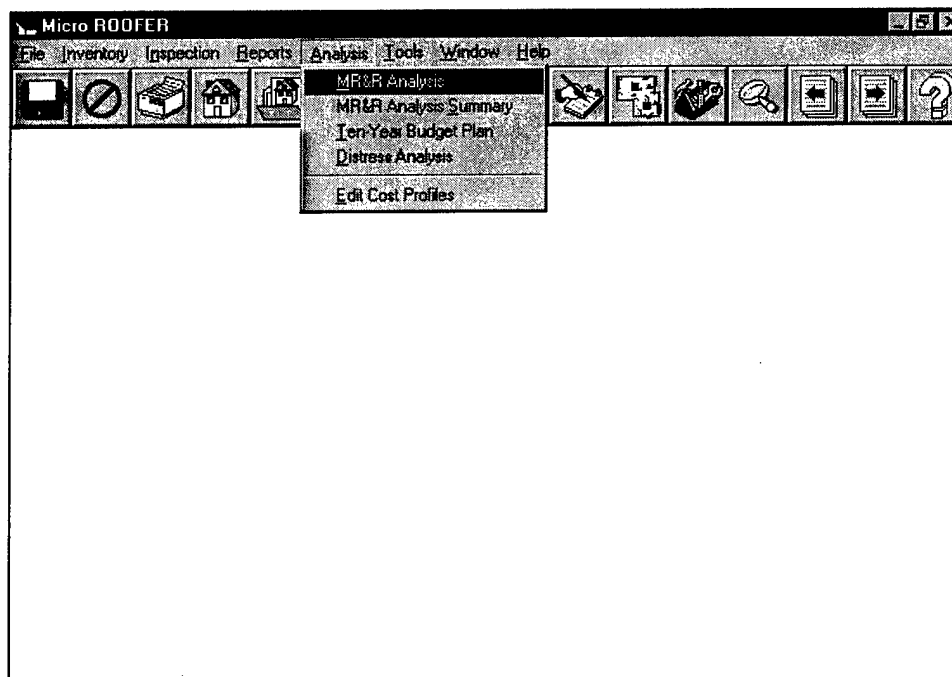 Micro ROOFER
File Inventory Inspection Reports Analysis Tools Window Help
MR&R Analysis
MR&R Analysis Summary
Ten-Year Budget Plan
Distress Analysis
Edit Cost Profiles